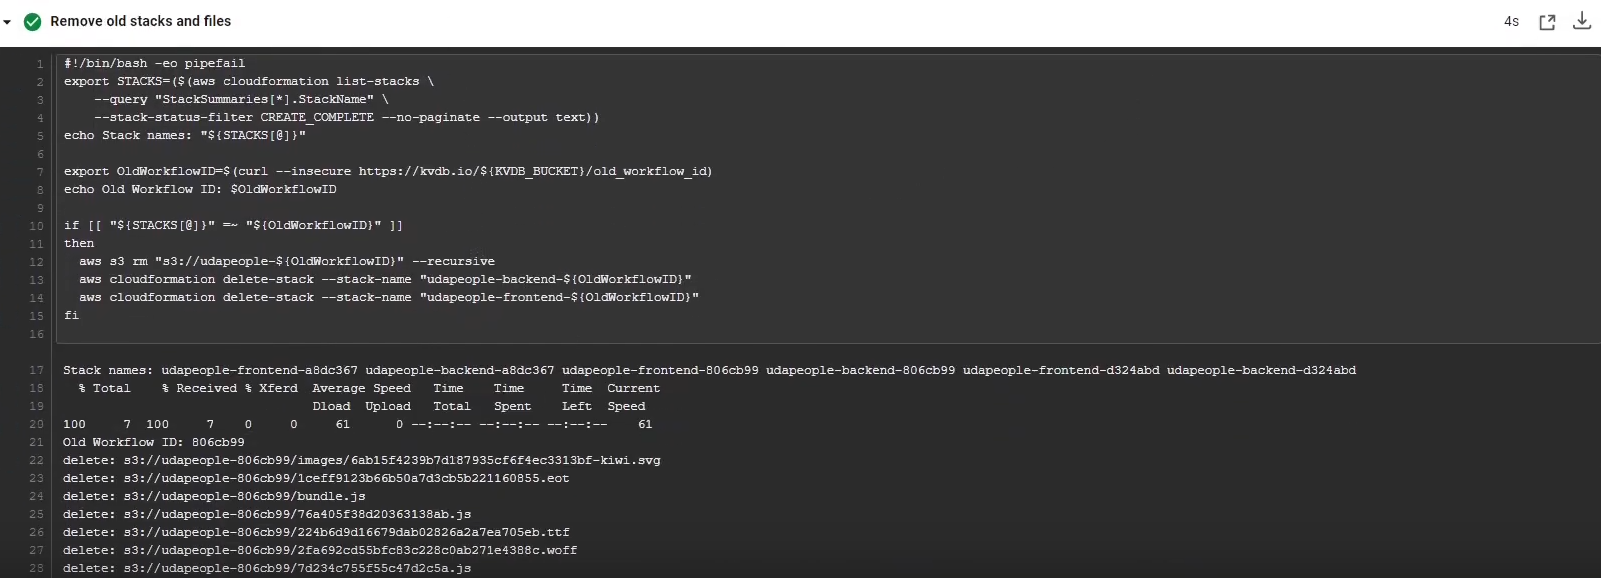 Remove old stacks and files
4s
1 #!/bin/bash -eo pipefail
2 export STACKS=($(aws cloudformation list-stacks \
3     --query "StackSummaries[*].StackName" \
4     --stack-status-filter CREATE_COMPLETE --no-paginate --output text))
5 echo Stack names: "${STACKS[@]}"
6
7 export OldWorkflowID=$(curl --insecure https://kvdb.io/${KVDB_BUCKET}/old_workflow_id)
8 echo Old Workflow ID: $OldWorkflowID
9
10 if [[ "${STACKS[@]}" =~ "${OldWorkflowID}" ]]
11 then
12   aws s3 rm "s3://udapeople-${OldWorkflowID}" --recursive
13   aws cloudformation delete-stack --stack-name "udapeople-backend-${OldWorkflowID}"
14   aws cloudformation delete-stack --stack-name "udapeople-frontend-${OldWorkflowID}"
15 fi
16
17 Stack names: udapeople-frontend-a8dc367 udapeople-backend-a8dc367 udapeople-frontend-806cb99 udapeople-backend-806cb99 udapeople-frontend-d324abd udapeople-backend-d324abd
18   % Total    % Received % Xferd  Average Speed   Time    Time     Time  Current
19                                  Dload  Upload   Total   Spent    Left  Speed
20 100     7  100     7    0     0     61      0 --:--:-- --:--:-- --:--:--    61
21 Old Workflow ID: 806cb99
22 delete: s3://udapeople-806cb99/images/6ab15f4239b7d187935cf6f4ec3313bf-kiwi.svg
23 delete: s3://udapeople-806cb99/1ceff9123b66b50a7d3cb5b221160855.eot
24 delete: s3://udapeople-806cb99/bundle.js
25 delete: s3://udapeople-806cb99/76a405f38d20363138ab.js
26 delete: s3://udapeople-806cb99/224b6d9d16679dab02826a2a7ea705eb.ttf
27 delete: s3://udapeople-806cb99/2fa692cd55bfc83c228c0ab271e4388c.woff
28 delete: s3://udapeople-806cb99/7d234c755f55c47d2c5a.js